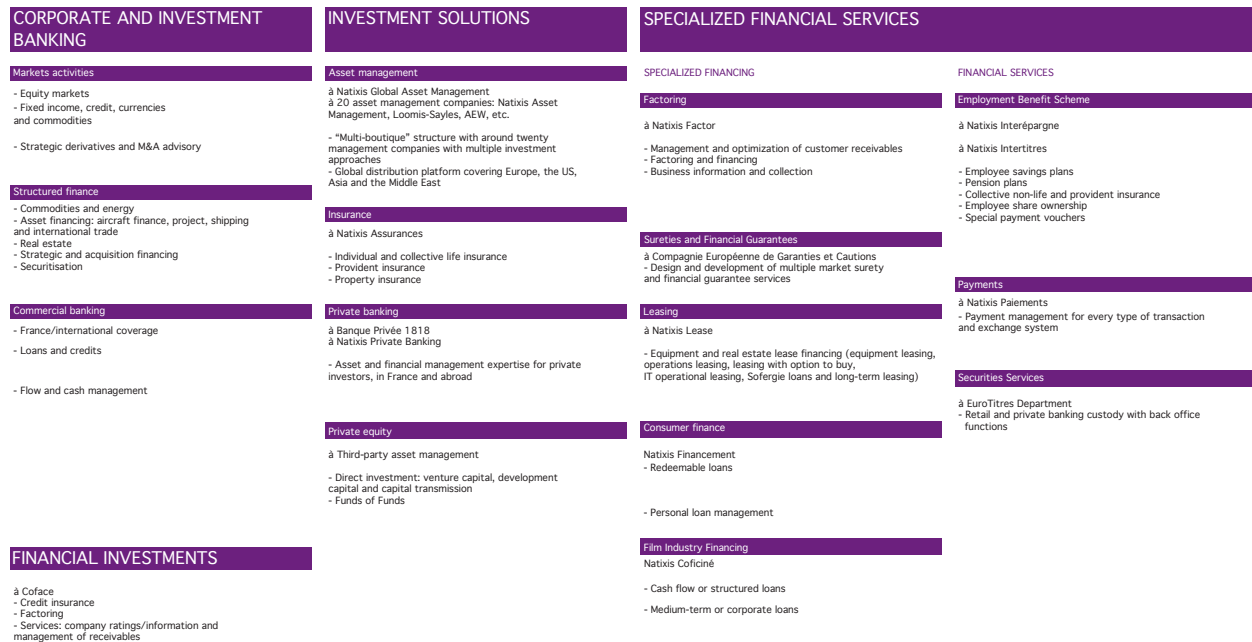 CORPORATE AND INVESTMENT
BANKING
Markets activities
- Equity markets
- Fixed income, credit, currencies
and commodities
- Strategic derivatives and M&A advisory
Structured finance
- Commodities and energy
- Asset financing: aircraft finance, project, shipping
and international trade
- Real estate
- Strategic and acquisition financing
- Securitisation
Commercial banking
- France/international coverage
- Loans and credits
- Flow and cash management
FINANCIAL INVESTMENTS
à Coface
- Credit insurance
- Factoring
- Services: company ratings/information and
management of receivables
INVESTMENT SOLUTIONS
Asset management
à Natixis Global Asset Management
à 20 asset management companies: Natixis Asset
Management, Loomis-Sayles, AEW, etc.
- “Multi-boutique” structure with around twenty
management companies with multiple investment
approaches
- Global distribution platform covering Europe, the US,
Asia and the Middle East
Insurance
à Natixis Assurances
- Individual and collective life insurance
- Provident insurance
- Property insurance
Private banking
à Banque Privée 1818
à Natixis Private Banking
- Asset and financial management expertise for private
investors, in France and abroad
Private equity
à Third-party asset management
- Direct investment: venture capital, development
capital and capital transmission
- Funds of Funds
SPECIALIZED FINANCIAL SERVICES
SPECIALIZED FINANCING
Factoring
à Natixis Factor
- Management and optimization of customer receivables
- Factoring and financing
- Business information and collection
Sureties and Financial Guarantees
à Compagnie Européenne de Garanties et Cautions
- Design and development of multiple market surety
and financial guarantee services
Leasing
à Natixis Lease
- Equipment and real estate lease financing (equipment leasing,
operations leasing, leasing with option to buy,
IT operational leasing, Sofergie loans and long-term leasing)
Consumer finance
Natixis Financement
- Redeemable loans
- Personal loan management
Film Industry Financing
Natixis Coficiné
- Cash flow or structured loans
- Medium-term or corporate loans
FINANCIAL SERVICES
Employment Benefit Scheme
à Natixis Interépargne
à Natixis Intertitres
- Employee savings plans
- Pension plans
- Collective non-life and provident insurance
- Employee share ownership
- Special payment vouchers
Payments
à Natixis Paiements
- Payment management for every type of transaction
and exchange system
Securities Services
à EuroTitres Department
- Retail and private banking custody with back office
functions